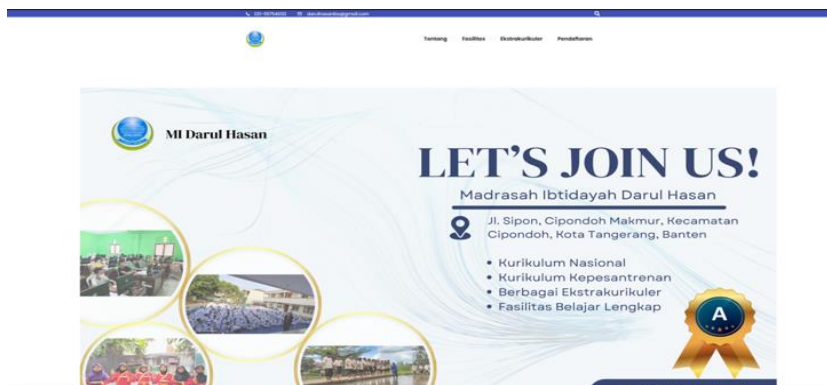 Tentang Fasilitas Ekstrakurikuler Pendaftaran
MI Darul Hasan
LET'S JOIN US!
Madrasah Ibtidayah Darul Hasan
Jl. Sipon, Cipondoh Makmur, Kecamatan
Cipondoh, Kota Tangerang, Banten
• Kurikulum Nasional
• Kurikulum Kepesantrenan
• Berbagai Ekstrakurikuler
• Fasilitas Belajar Lengkap
A